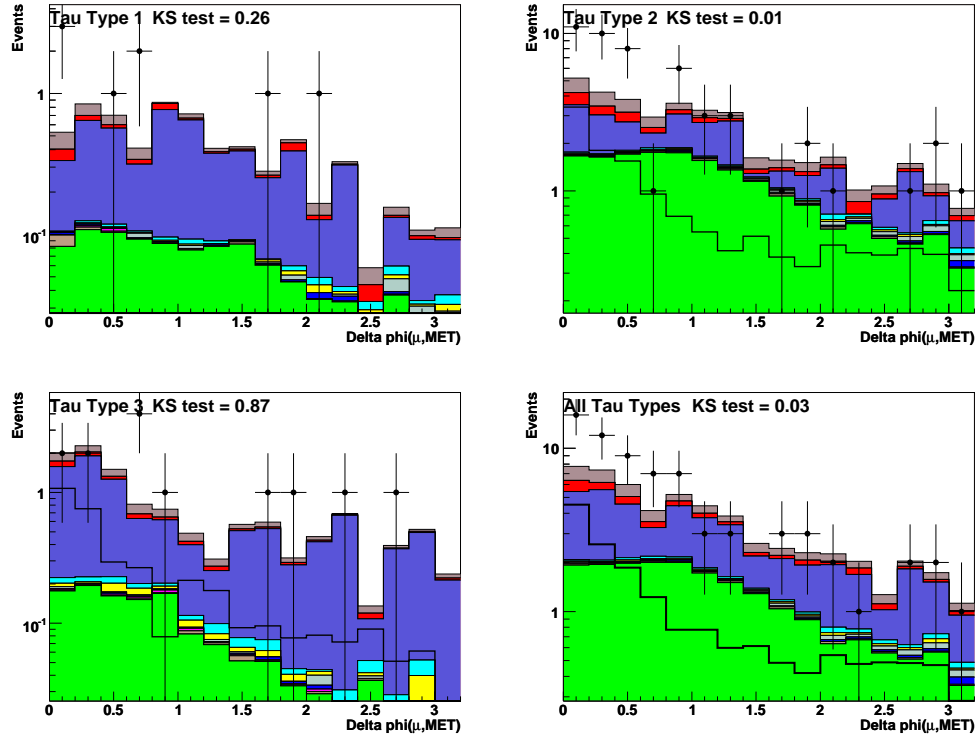 Tau Type 1 KS test = 0.26
Events
1
10⁻¹
0 0.5 1 1.5 2 2.5 3
Delta phi(μ,MET)
Tau Type 2 KS test = 0.01
Events
10
1
0 0.5 1 1.5 2 2.5 3
Delta phi(μ,MET)
Tau Type 3 KS test = 0.87
Events
1
10⁻¹
0 0.5 1 1.5 2 2.5 3
Delta phi(μ,MET)
All Tau Types KS test = 0.03
Events
10
1
0 0.5 1 1.5 2 2.5 3
Delta phi(μ,MET)